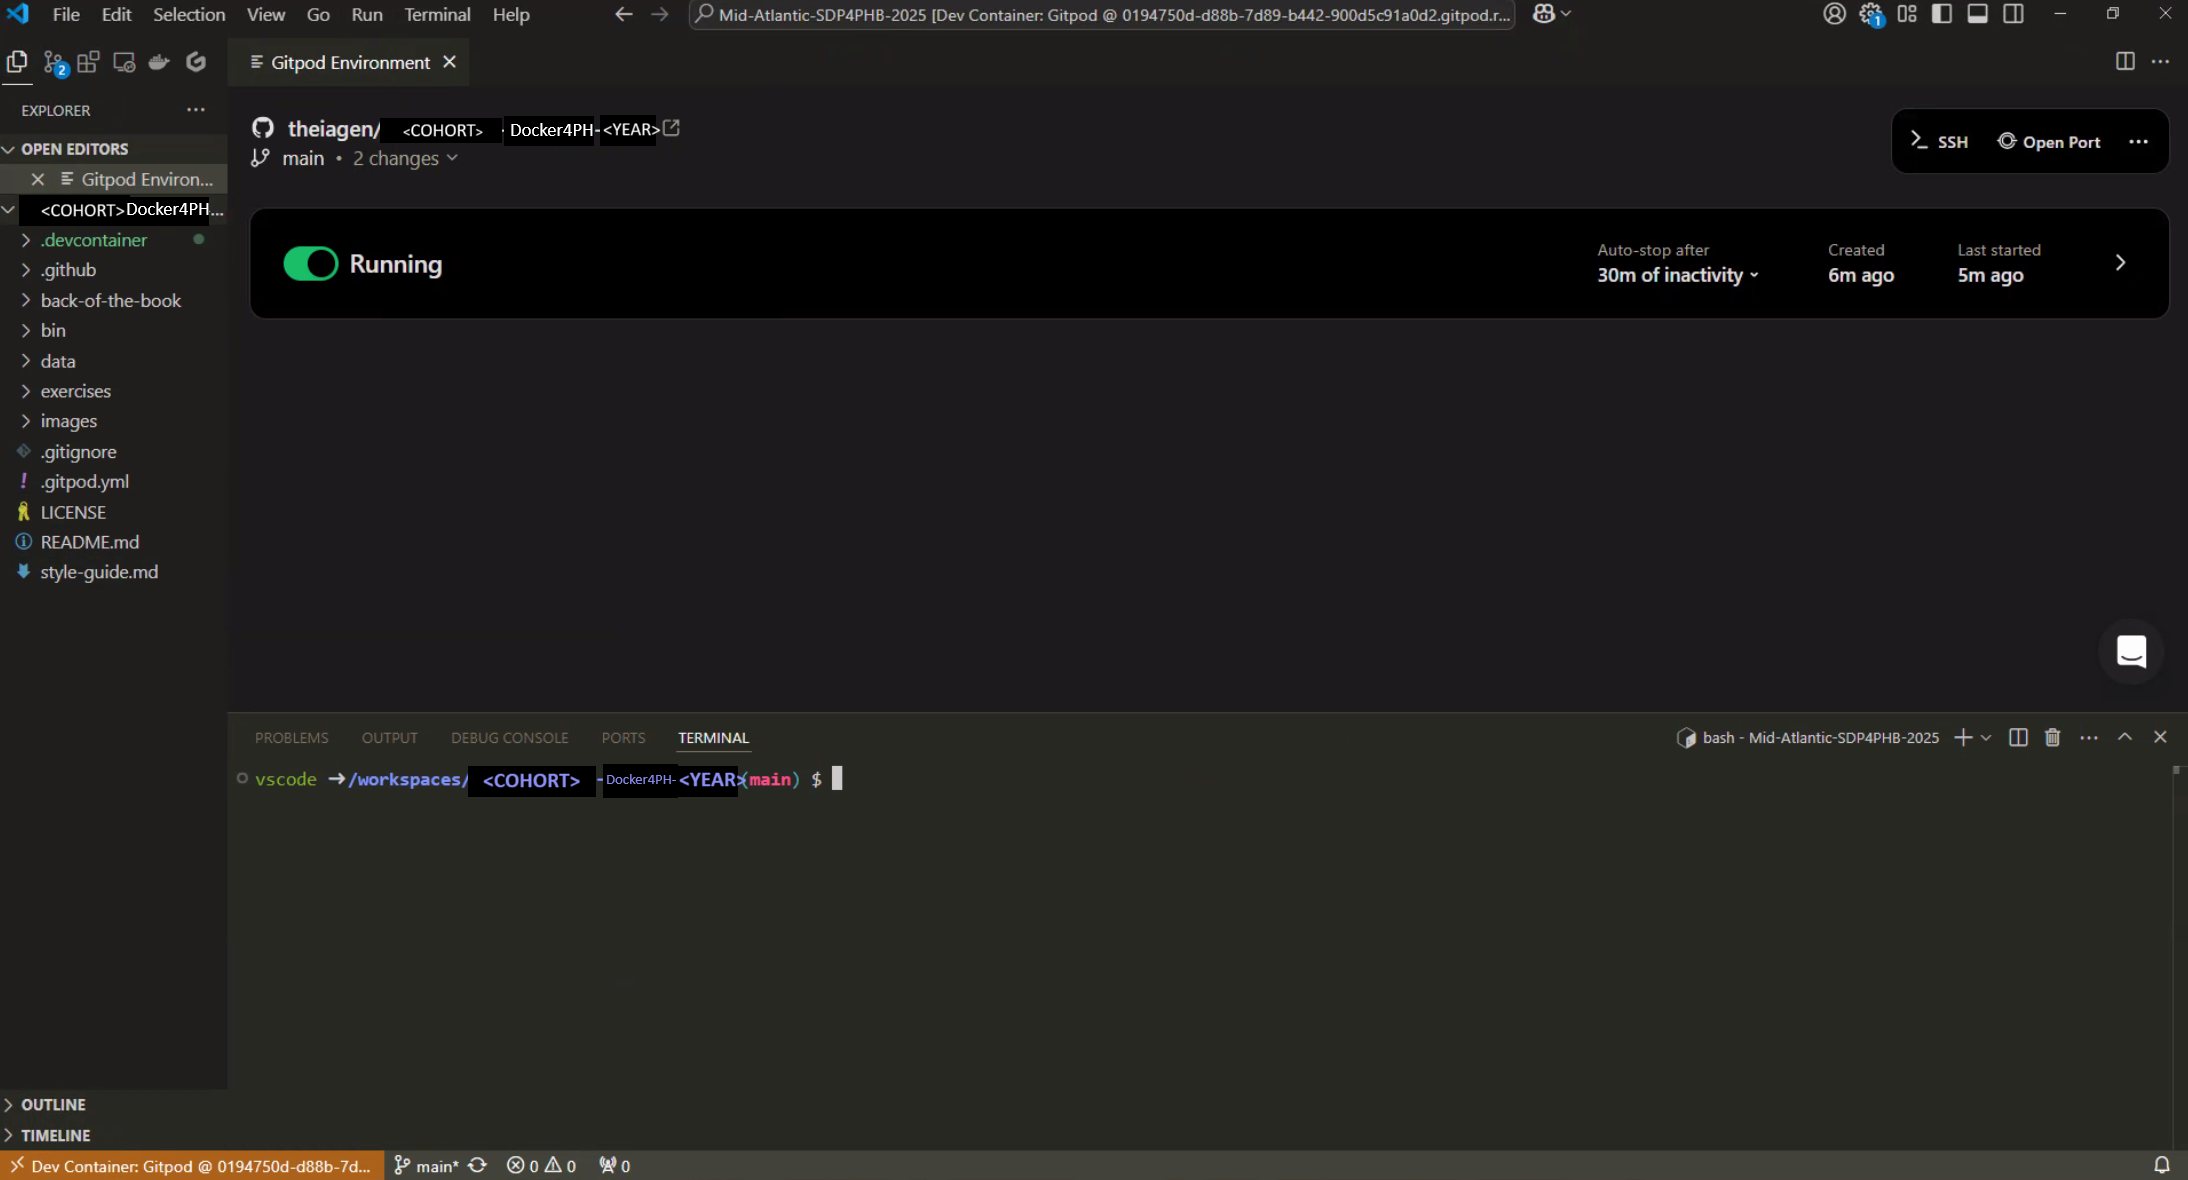 File Edit Selection View Go Run Terminal Help
Mid-Atlantic-SDP4PHB-2025 [Dev Container: Gitpod @ 0194750d-d88b-7d89-b442-900d5c91a0d2.gitpod.r...
1
2
Gitpod Environment
EXPLORER
OPEN EDITORS
Gitpod Environ...
<COHORT>Docker4PH...
.devcontainer
.github
back-of-the-book
bin
data
exercises
images
.gitignore
.gitpod.yml
LICENSE
README.md
style-guide.md
OUTLINE
TIMELINE
theiagen/ <COHORT> - Docker4PH-<YEAR>
main • 2 changes
SSH Open Port
Running
Auto-stop after
30m of inactivity
Created
6m ago
Last started
5m ago
PROBLEMS OUTPUT DEBUG CONSOLE PORTS TERMINAL
bash - Mid-Atlantic-SDP4PHB-2025
vscode →/workspaces/ <COHORT> -Docker4PH-<YEAR>(main) $
Dev Container: Gitpod @ 0194750d-d88b-7d... main* 0 0 0